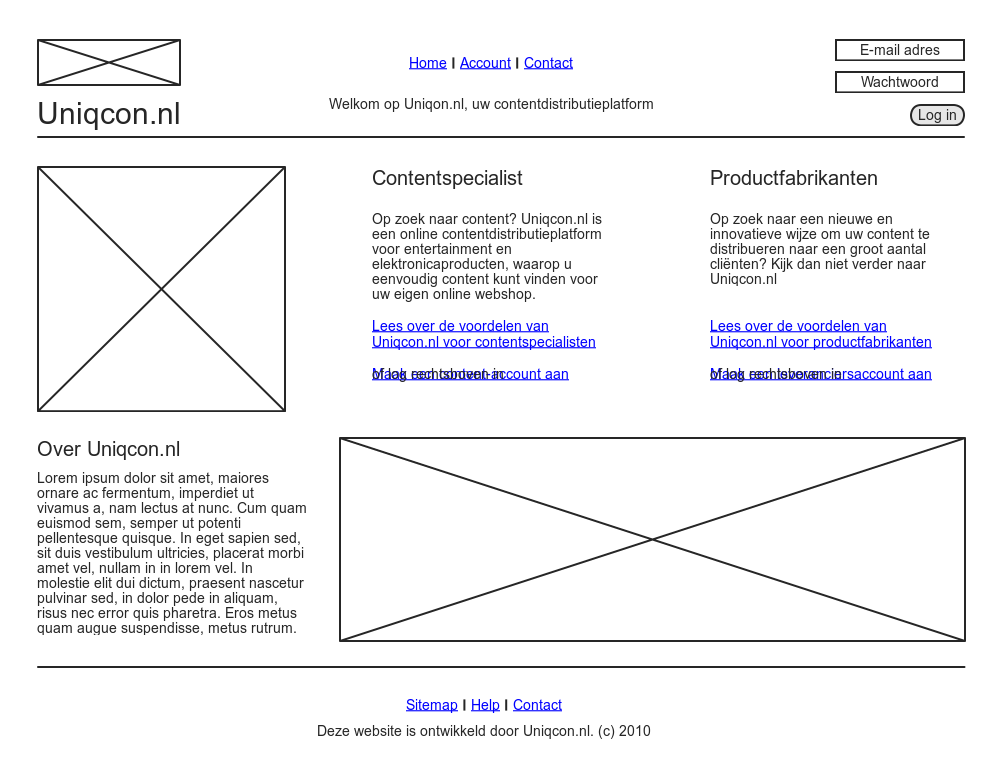 Home I Account I Contact
E-mail adres
Wachtwoord
Welkom op Uniqon.nl, uw contentdistributieplatform
Uniqcon.nl
Log in
Contentspecialist
Op zoek naar content? Uniqcon.nl is
een online contentdistributieplatform
voor entertainment en
elektronicaproducten, waarop u
eenvoudig content kunt vinden voor
uw eigen online webshop.
Lees over de voordelen van
Uniqcon.nl voor contentspecialisten
account aan
Productfabrikanten
Op zoek naar een nieuwe en
innovatieve wijze om uw content te
distribueren naar een groot aantal
cliënten? Kijk dan niet verder naar
Uniqcon.nl
Lees over de voordelen van
Uniqcon.nl voor productfabrikanten
aan
Over Uniqcon.nl
Lorem ipsum dolor sit amet, maiores
ornare ac fermentum, imperdiet ut
vivamus a, nam lectus at nunc. Cum quam
euismod sem, semper ut potenti
pellentesque quisque. In eget sapien sed,
sit duis vestibulum ultricies, placerat morbi
amet vel, nullam in in lorem vel. In
molestie elit dui dictum, praesent nascetur
pulvinar sed, in dolor pede in aliquam,
risus nec error quis pharetra. Eros metus
quam augue suspendisse, metus rutrum.
Sitemap I Help I Contact
Deze website is ontwikkeld door Uniqcon.nl. (c) 2010